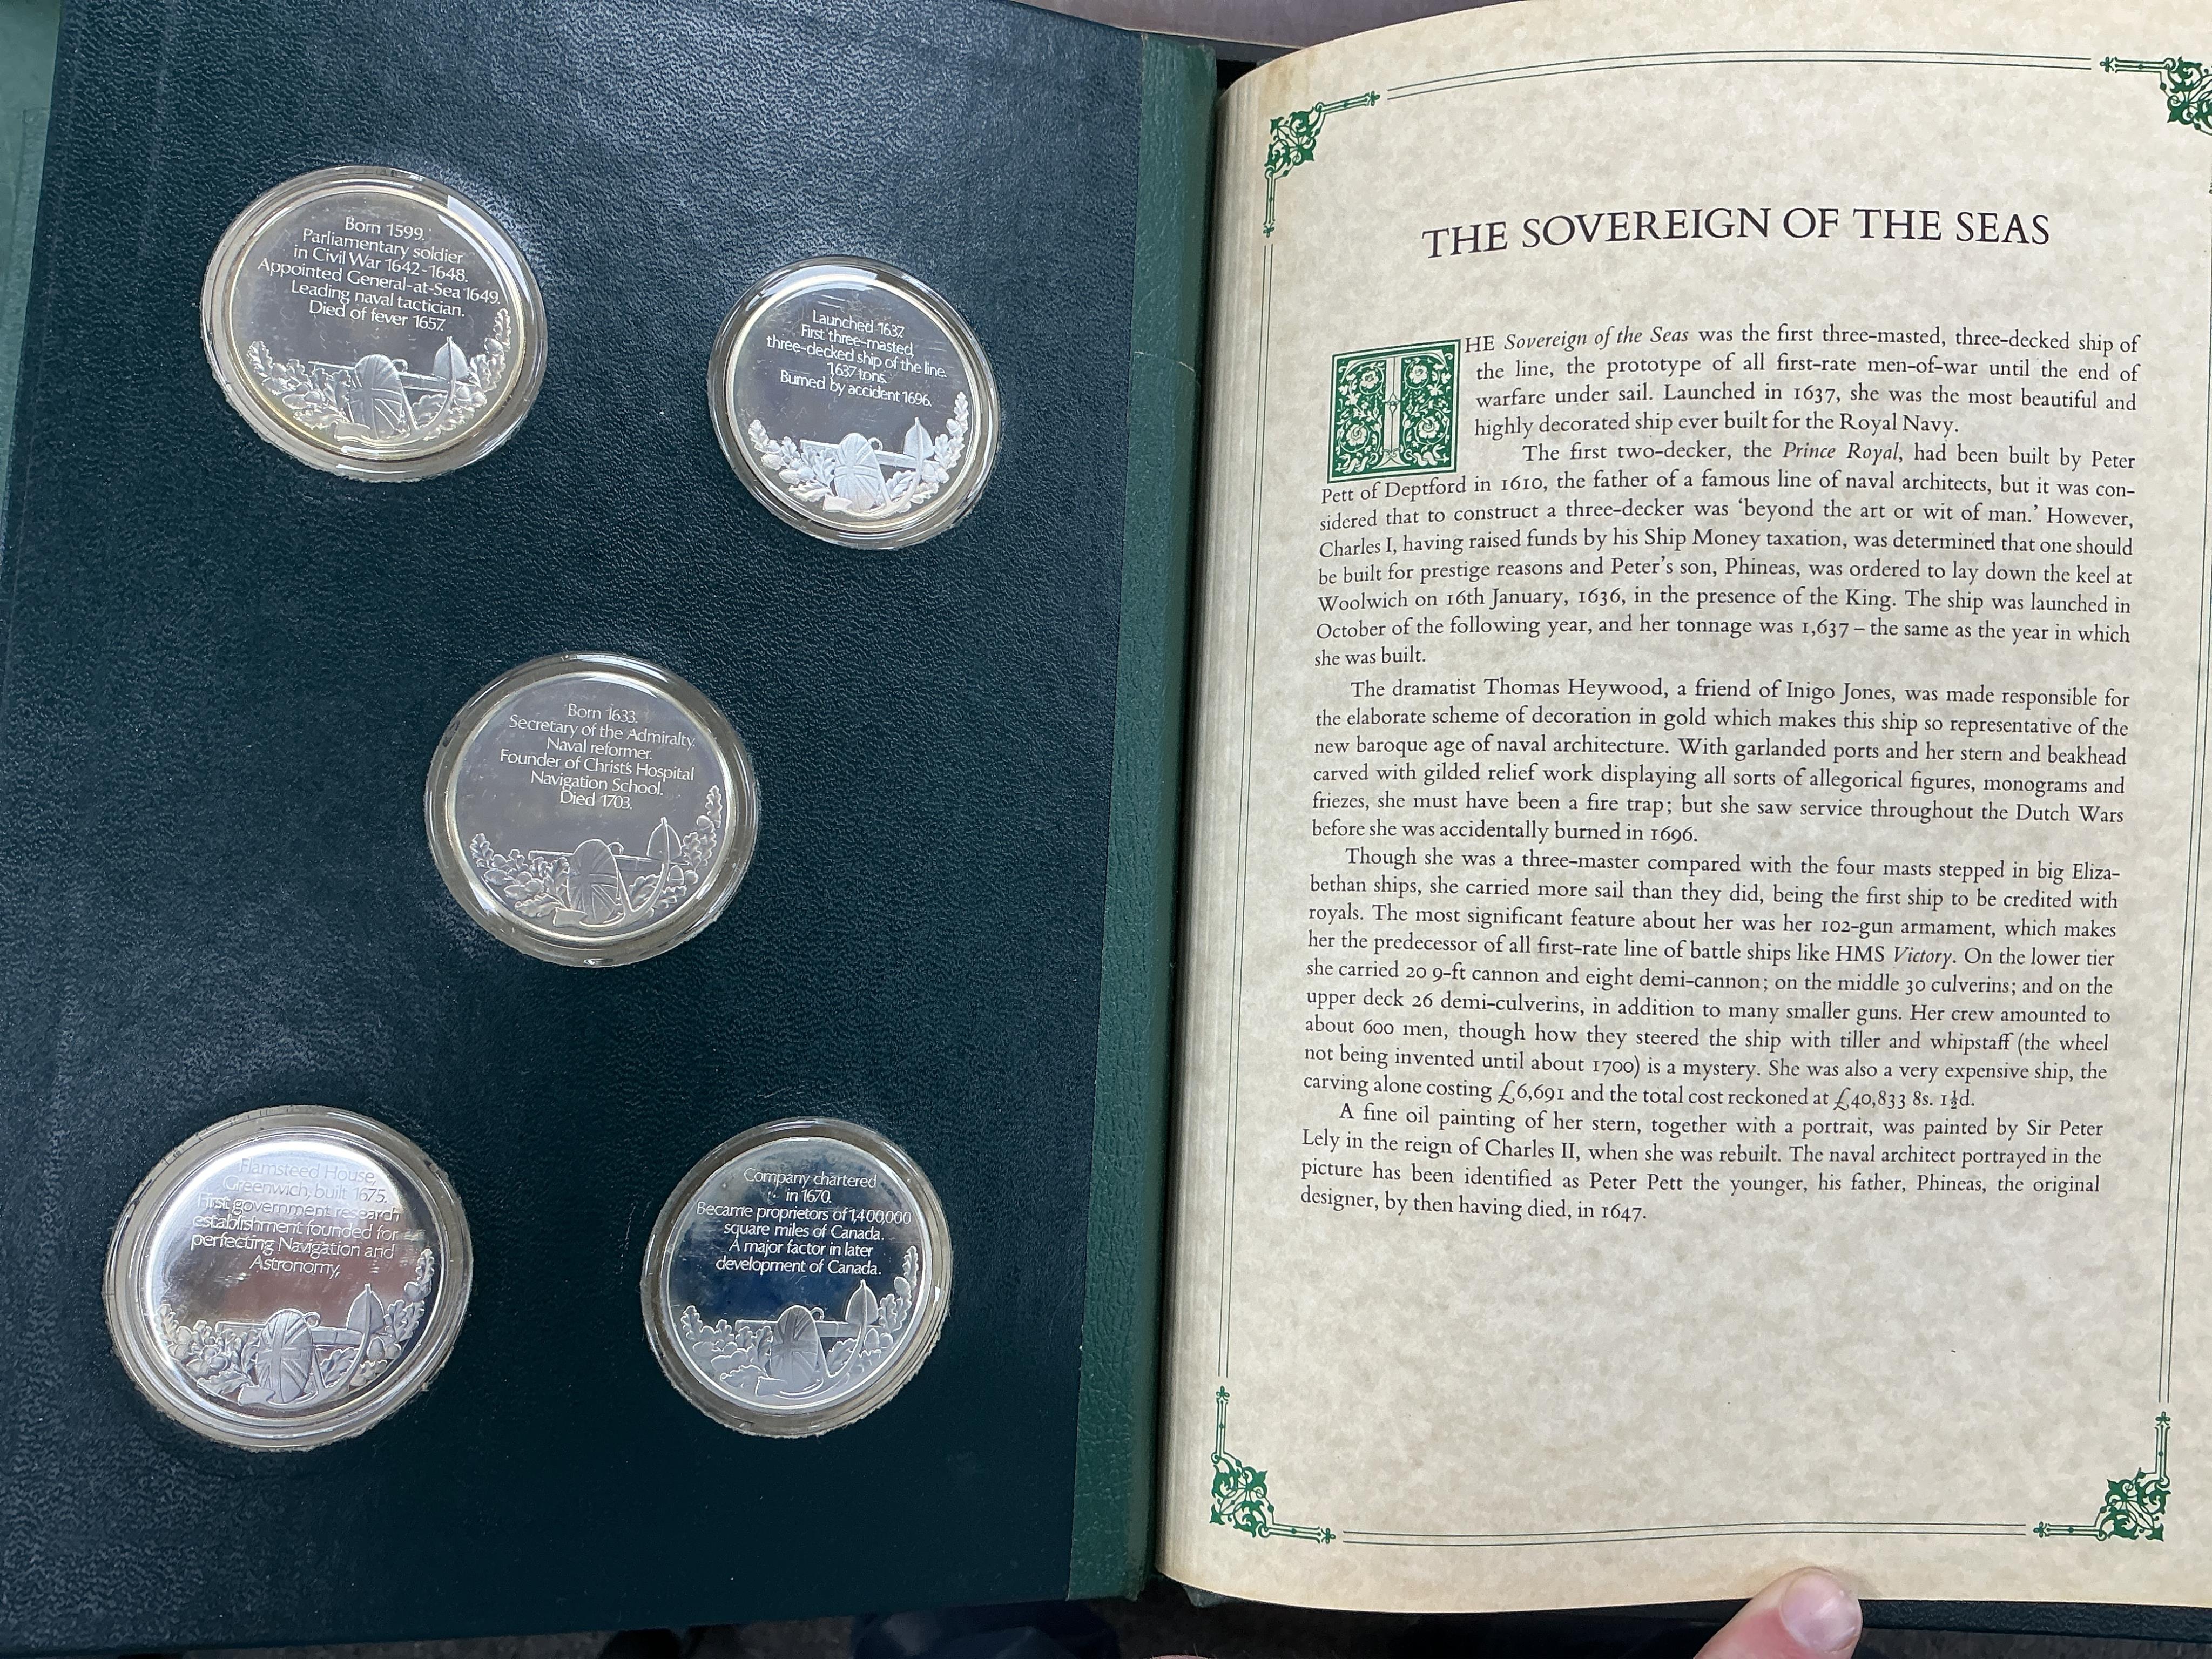 Born 1599.
Parliamentary soldier
in Civil War 1642-1648.
Appointed General-at-Sea 1649.
Leading naval tactician.
Died of fever 1657.
Launched 1637.
First three-masted,
three-decked ship of the line.
1,637 tons.
Burned by accident 1696.
Born 1633.
Secretary of the Admiralty.
Naval reformer.
Founder of Christ's Hospital
Navigation School.
Died 1703.
Flamsteed House,
Greenwich, built 1675.
First government research
establishment founded for
perfecting Navigation and
Astronomy.
Company chartered
in 1670.
Became proprietors of 1,400,000
square miles of Canada.
A major factor in later
development of Canada.
THE SOVEREIGN OF THE SEAS
THE Sovereign of the Seas was the first three-masted, three-decked ship of
the line, the prototype of all first-rate men-of-war until the end of
warfare under sail. Launched in 1637, she was the most beautiful and
highly decorated ship ever built for the Royal Navy.
The first two-decker, the Prince Royal, had been built by Peter
Pett of Deptford in 1610, the father of a famous line of naval architects, but it was con-
sidered that to construct a three-decker was ‘beyond the art or wit of man.’ However,
Charles I, having raised funds by his Ship Money taxation, was determined that one should
be built for prestige reasons and Peter's son, Phineas, was ordered to lay down the keel at
Woolwich on 16th January, 1636, in the presence of the King. The ship was launched in
October of the following year, and her tonnage was 1,637 – the same as the year in which
she was built.
The dramatist Thomas Heywood, a friend of Inigo Jones, was made responsible for
the elaborate scheme of decoration in gold which makes this ship so representative of the
new baroque age of naval architecture. With garlanded ports and her stern and beakhead
carved with gilded relief work displaying all sorts of allegorical figures, monograms and
friezes, she must have been a fire trap; but she saw service throughout the Dutch Wars
before she was accidentally burned in 1696.
Though she was a three-master compared with the four masts stepped in big Eliza-
bethan ships, she carried more sail than they did, being the first ship to be credited with
royals. The most significant feature about her was her 102-gun armament, which makes
her the predecessor of all first-rate line of battle ships like HMS Victory. On the lower tier
she carried 20 9-ft cannon and eight demi-cannon; on the middle 30 culverins; and on the
upper deck 26 demi-culverins, in addition to many smaller guns. Her crew amounted to
about 600 men, though how they steered the ship with tiller and whipstaff (the wheel
not being invented until about 1700) is a mystery. She was also a very expensive ship, the
carving alone costing £6,691 and the total cost reckoned at £40,833 8s. 1½d.
A fine oil painting of her stern, together with a portrait, was painted by Sir Peter
Lely in the reign of Charles II, when she was rebuilt. The naval architect portrayed in the
picture has been identified as Peter Pett the younger, his father, Phineas, the original
designer, by then having died, in 1647.